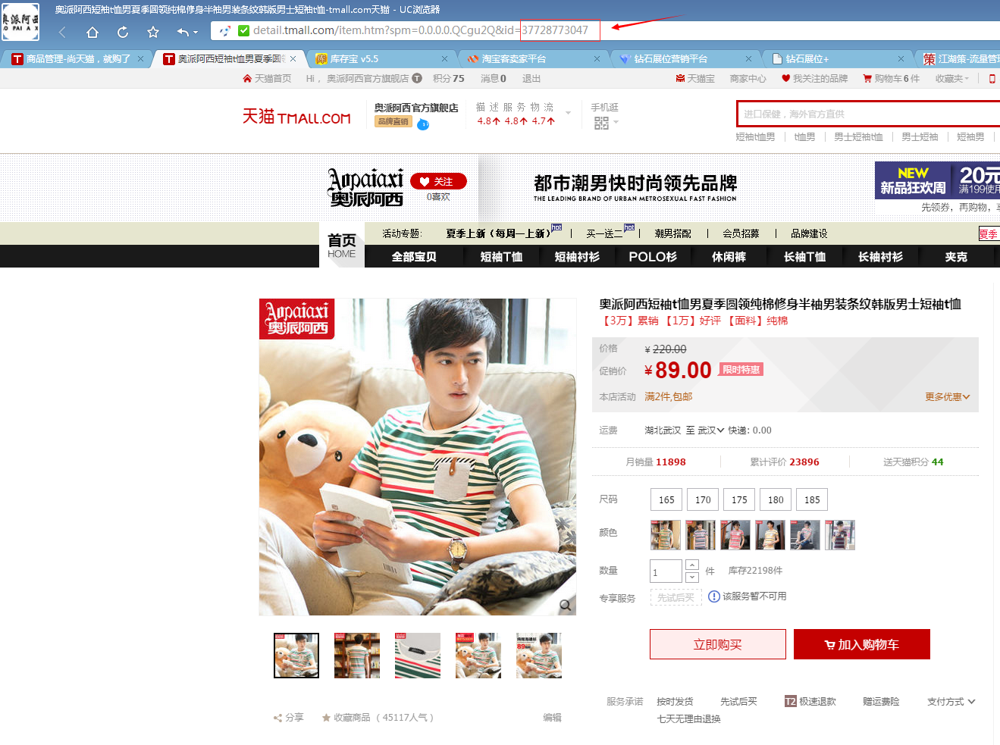 奥派阿西短袖t恤男夏季圆领纯棉修身半袖男装条纹韩版男士短袖t恤-tmall.com天猫 - UC浏览器
detail.tmall.com/item.htm?spm=0.0.0.0.QCgu2Q&id=37728773047
商品管理-尚天猫，就购了
奥派阿西短袖t恤男夏季圆
库存宝 v5.5
淘宝客卖家平台
钻石展位营销平台
钻石展位+
江湖策-流量管
天猫首页 Hi， 奥派阿西官方旗舰店 T 积分75 消息0 退出
天猫宝 商家中心 我关注的品牌 购物车6件 收藏夹
天猫 TMALL.COM
奥派阿西官方旗舰店
品牌直销
描述 服务 物流
4.8 4.8 4.7
手机逛
进口保健，海外官方直供
短袖t恤男 t恤男 男士短袖t恤 男士短袖 短袖男
Aopaiaxi
奥派阿西
关注
0喜欢
都市潮男快时尚领先品牌
THE LEADING BRAND OF URBAN METROSEXUAL FAST FASHION
NEW
新品狂欢周
20元
满199使用
先领券，再购物，
首页
HOME
活动专题: 夏季上新（每周一上新） hot 买一送二 hot 潮男搭配 会员招募 品牌建设
夏季
全部宝贝 短袖T恤 短袖衬衫 POLO衫 休闲裤 长袖T恤 长袖衬衫 夹克
Aopaiaxi
奥派阿西
奥派阿西短袖t恤男夏季圆领纯棉修身半袖男装条纹韩版男士短袖t恤
【3万】累销 【1万】好评 【面料】纯棉
价格 ¥ 220.00
促销价 ¥ 89.00 限时特惠
本店活动 满2件,包邮 更多优惠
运费 湖北武汉 至 武汉 快递: 0.00
月销量 11898 累计评价 23896 送天猫积分 44
尺码 165 170 175 180 185
颜色
数量 1 件 库存22198件
专享服务 先试后买 该服务暂不可用
立即购买 加入购物车
服务承诺 按时发货 先试后买 T2 极速退款 赠运费险 支付方式
七天无理由退换
分享 收藏商品 （45117人气） 编辑